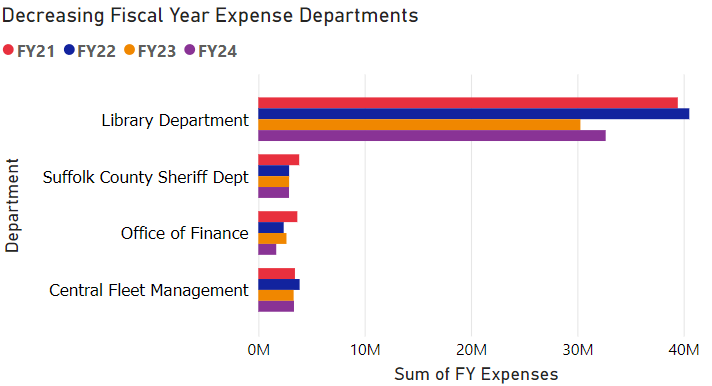 Decreasing Fiscal Year Expense Departments
FY21 FY22 FY23 FY24
Department
Library Department
Suffolk County Sheriff Dept
Office of Finance
Central Fleet Management
0M 10M 20M 30M 40M
Sum of FY Expenses